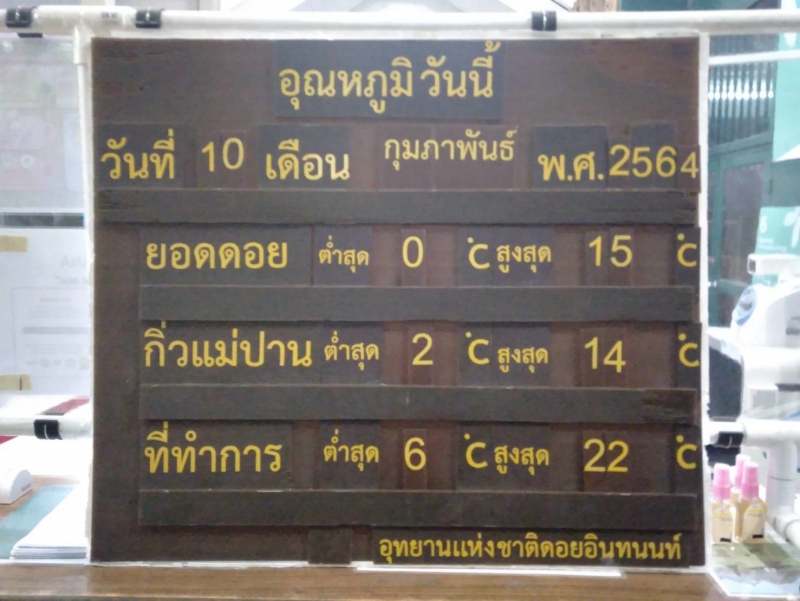 อุณหภูมิ วันนี้
วันที่ 10 เดือน กุมภาพันธ์ พ.ศ. 2564
ยอดดอย ต่ำสุด 0 °C สูงสุด 15 °C
กิ่วแม่ปาน ต่ำสุด 2 °C สูงสุด 14 °C
ที่ทำการ ต่ำสุด 6 °C สูงสุด 22 °C
อุทยานแห่งชาติดอยอินทนนท์